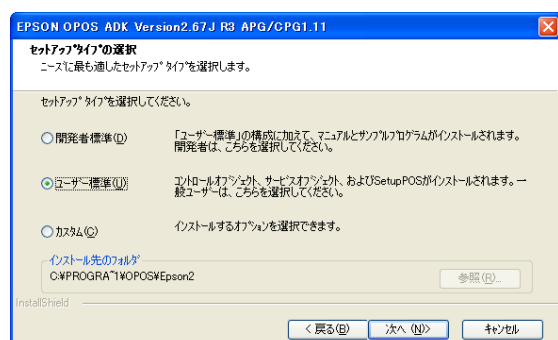 EPSON OPOS ADK Version2.67J R3 APG/CPG1.11
セットアップ タイプの選択
ニーズに最も適したセットアップ タイプを選択します。
セットアップ タイプを選択してください。
開発者標準(D)
「ユーザー標準」の構成に加えて、マニュアルとサンプルプログラムがインストールされます。
開発者は、こちらを選択してください。
ユーザー標準(U)
コントロールオブジェクト、サービスオブジェクト、およびSetupPOSがインストールされます。一
般ユーザーは、こちらを選択してください。
カスタム(C)
インストールするオプションを選択できます。
インストール先のフォルダ
C:¥PROGRA~1¥OPOS¥Epson2
参照(R)...
InstallShield
< 戻る(B)
次へ (N)>
キャンセル